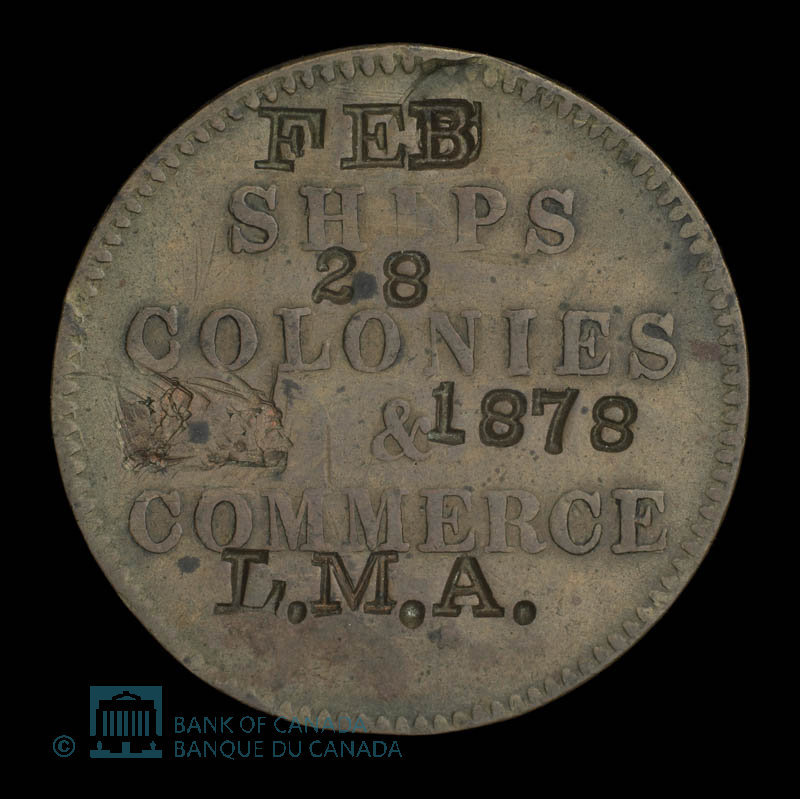 FEB
SHIPS
28
COLONIES
& 1878
COMMERCE
L.M.A.
© BANK OF CANADA
BANQUE DU CANADA